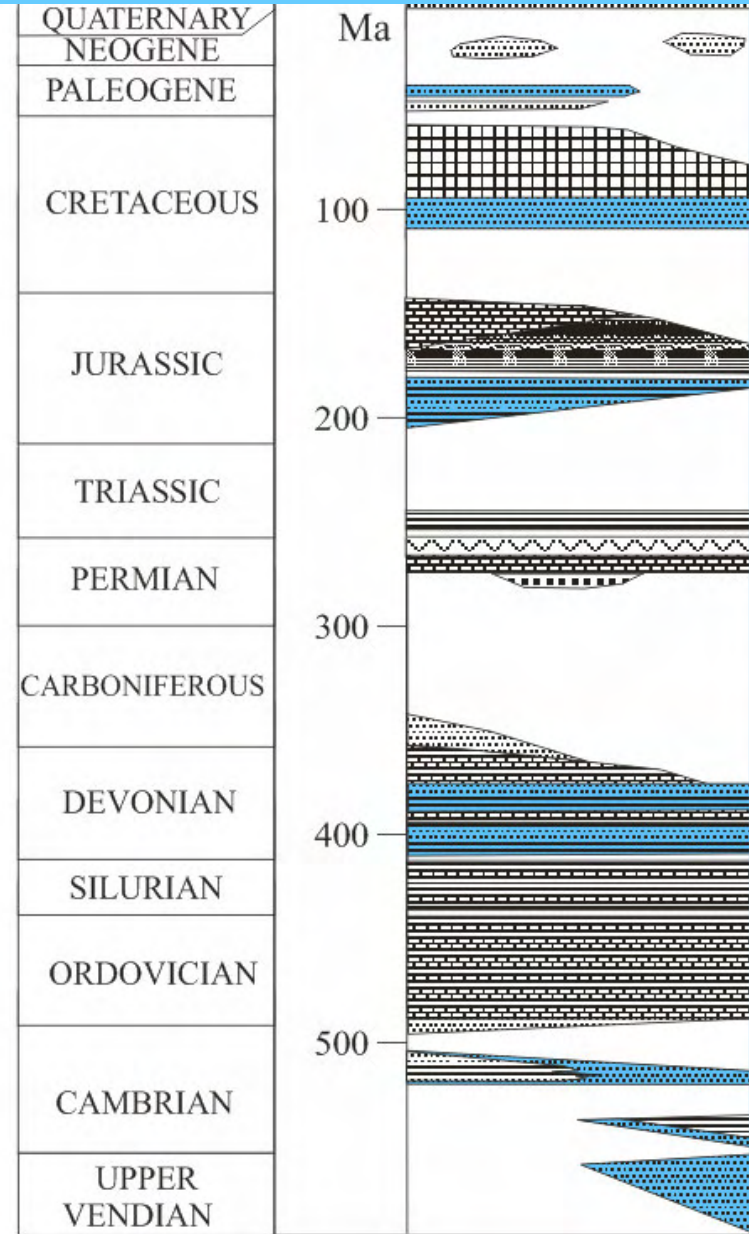 QUATERNARY
Ma
NEOGENE
PALEOGENE
CRETACEOUS
100
JURASSIC
200
TRIASSIC
PERMIAN
300
CARBONIFEROUS
DEVONIAN
400
SILURIAN
ORDOVICIAN
500
CAMBRIAN
UPPER
VENDIAN